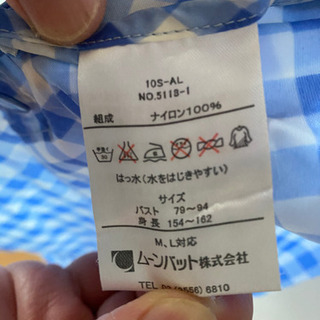 10S-AL
NO.5118-1
組成 ナイロン100%
はっ水(水をはじきやすい)
サイズ
バスト 79~94
身長 154~162
M、L対応
ムーンバット株式会社
TEL 03(3556)6810